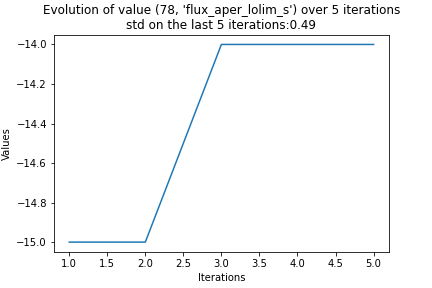 Evolution of value (78, 'flux_aper_lolim_s') over 5 iterations
std on the last 5 iterations:0.49
−14.0
−14.2
−14.4
−14.6
−14.8
−15.0
Values
1.0 1.5 2.0 2.5 3.0 3.5 4.0 4.5 5.0
Iterations